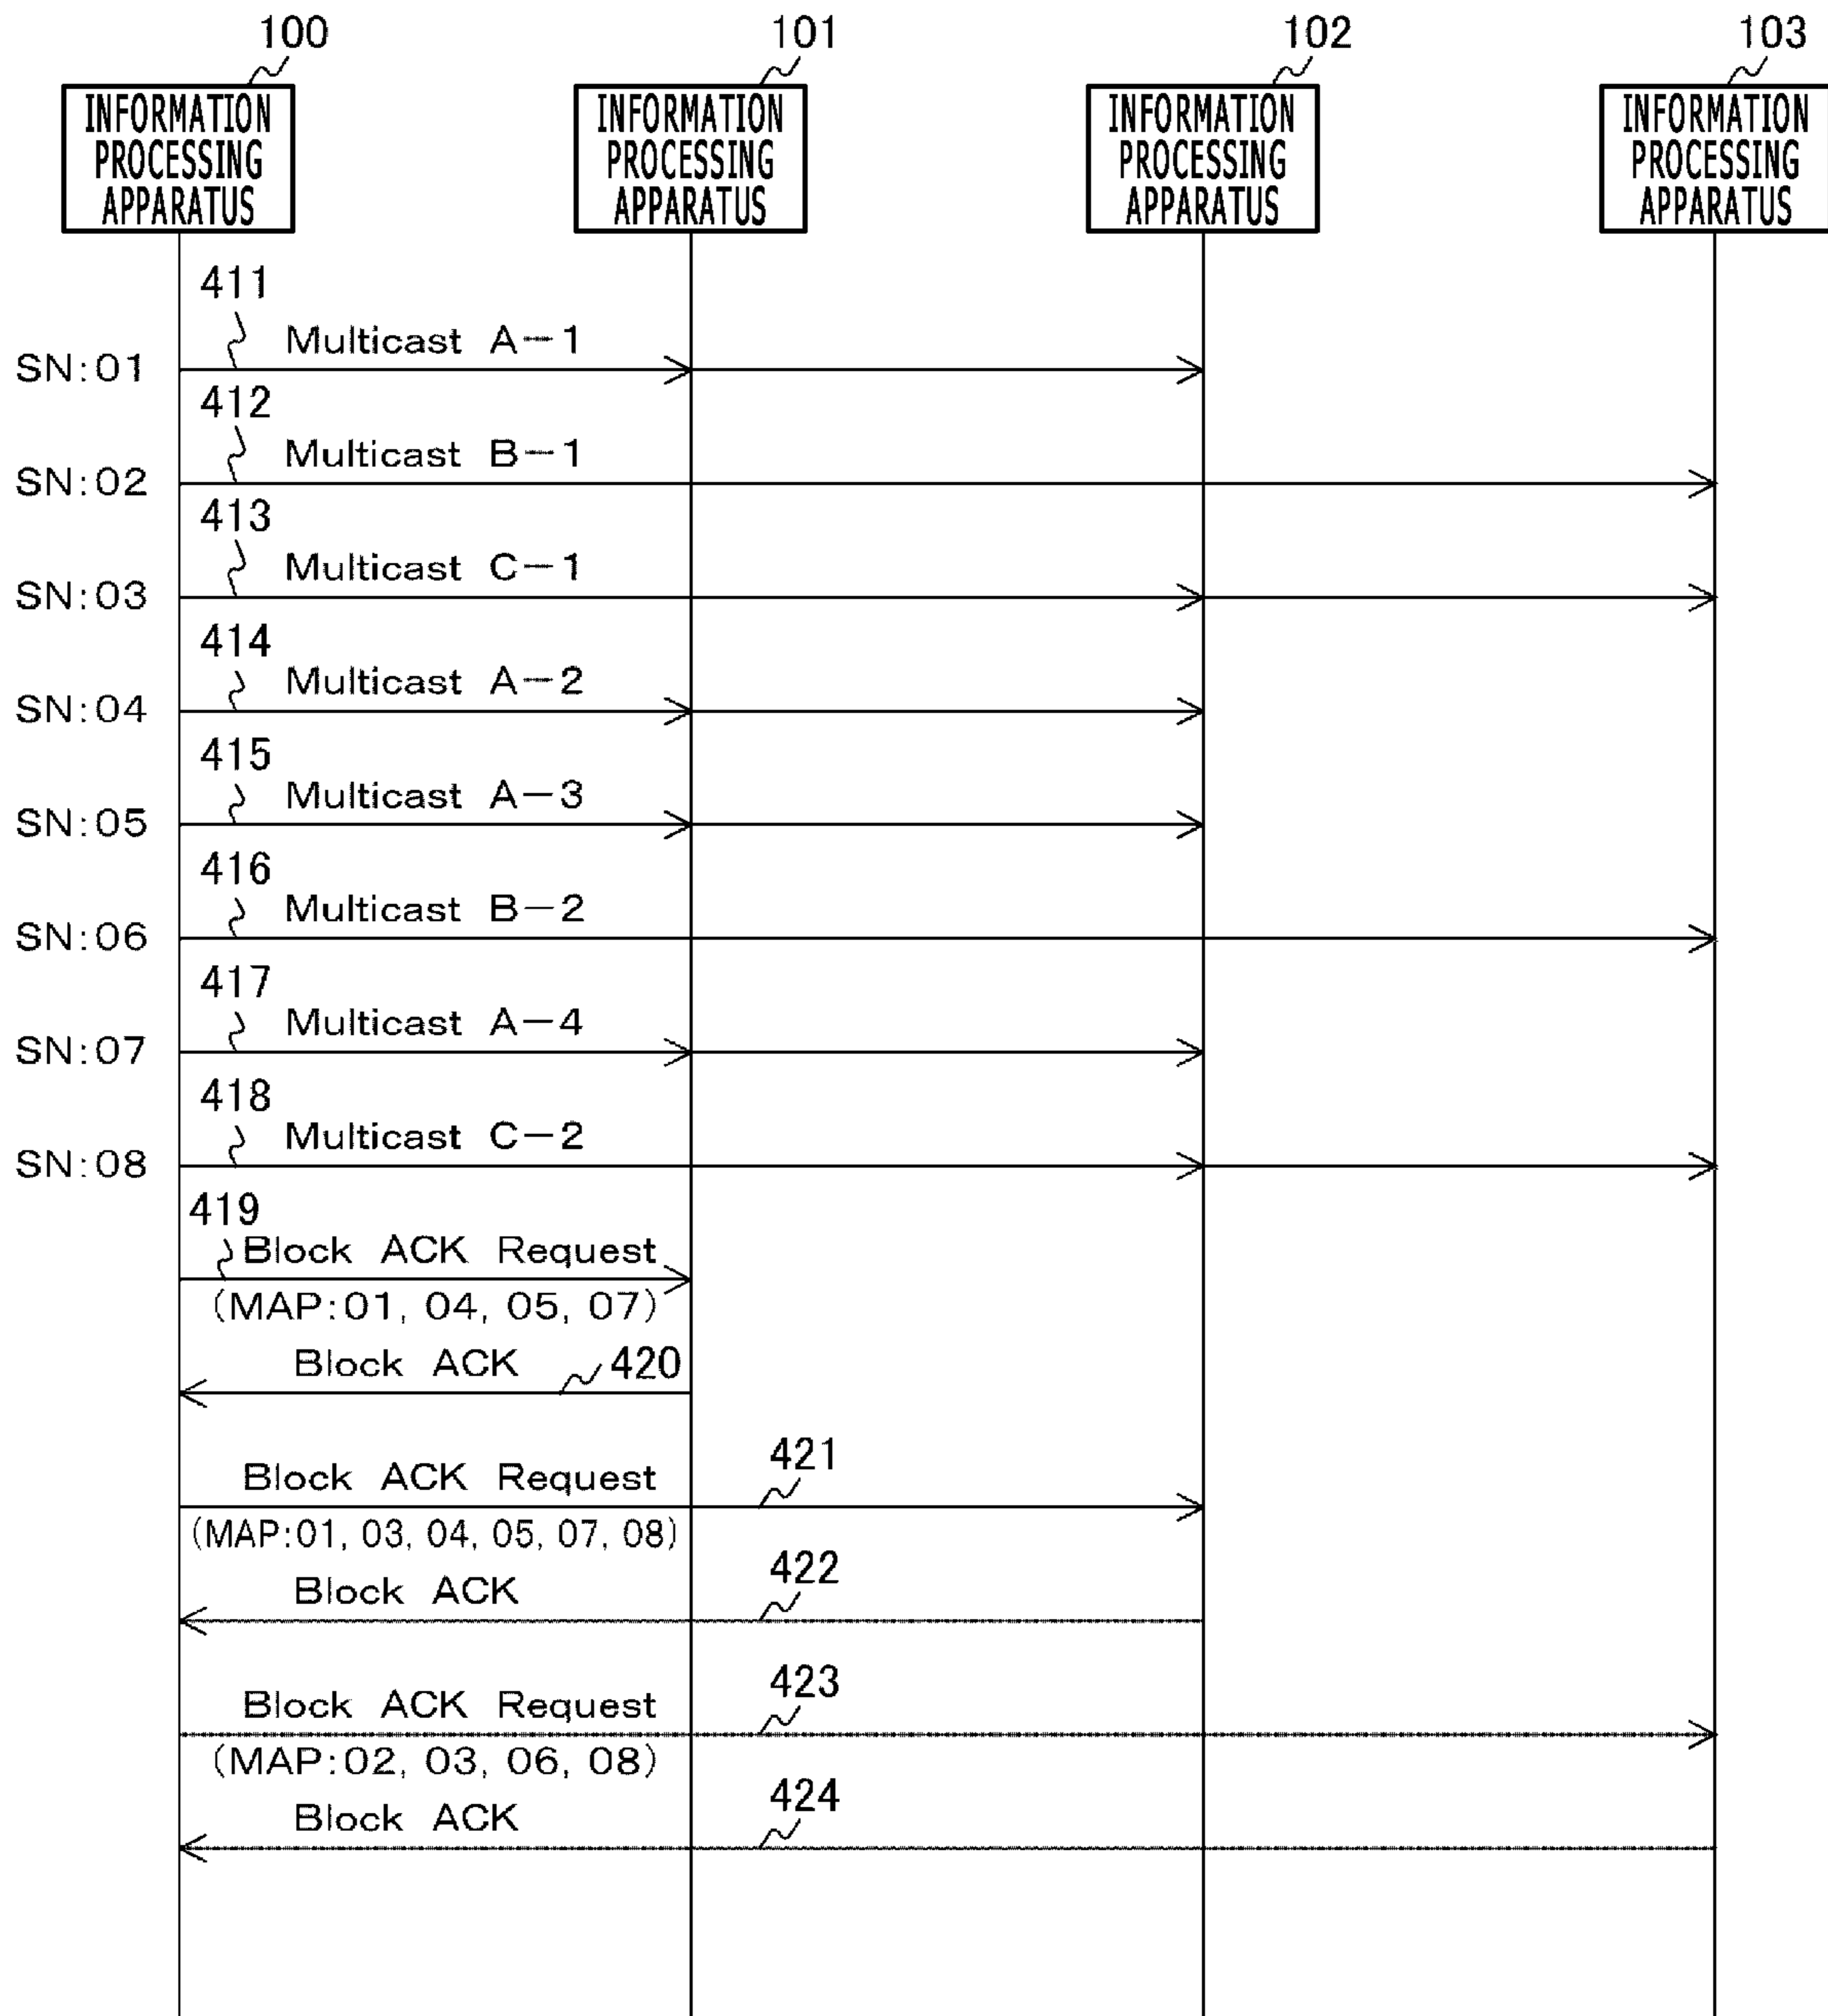 100
101
102
103
INFORMATION
PROCESSING
APPARATUS
INFORMATION
PROCESSING
APPARATUS
INFORMATION
PROCESSING
APPARATUS
INFORMATION
PROCESSING
APPARATUS
411
Multicast A-1
SN:01
412
Multicast B-1
SN:02
413
Multicast C-1
SN:03
414
Multicast A-2
SN:04
415
Multicast A-3
SN:05
416
Multicast B-2
SN:06
417
Multicast A-4
SN:07
418
Multicast C-2
SN:08
419
Block ACK Request
(MAP:01, 04, 05, 07)
Block ACK 420
Block ACK Request 421
(MAP:01, 03, 04, 05, 07, 08)
Block ACK 422
Block ACK Request 423
(MAP:02, 03, 06, 08)
Block ACK 424